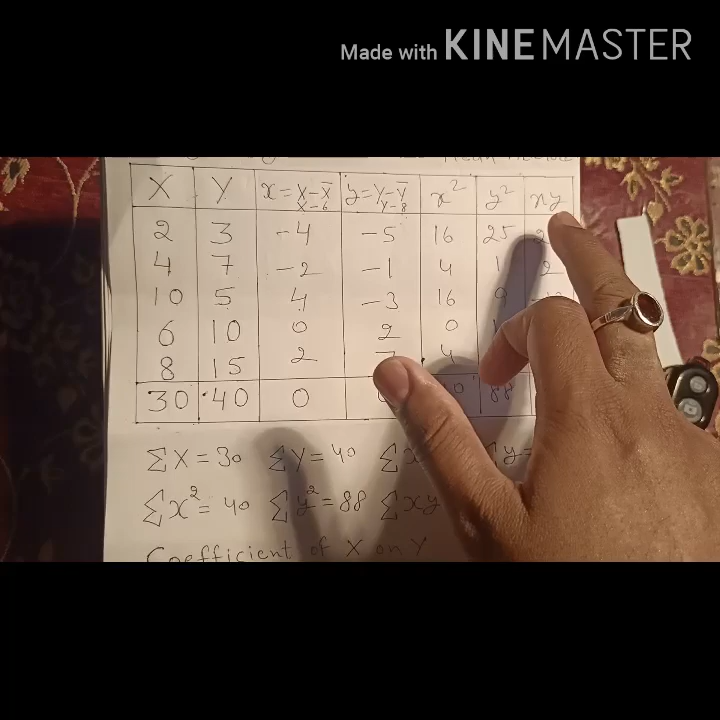 Made with KINEMASTER
X Y x=X-X̄ y=Y-Ȳ x² y² xy
X-6 Y-8
2 3 -4 -5 16 25
4 7 -2 -1 4 1 2
10 5 4 -3 16 9
6 10 0 2 0
8 15 2 4
30 40 0 88
ΣX = 30 ΣY = 40
Σx² = 40 Σy² = 88 Σxy
Coefficient of X on Y